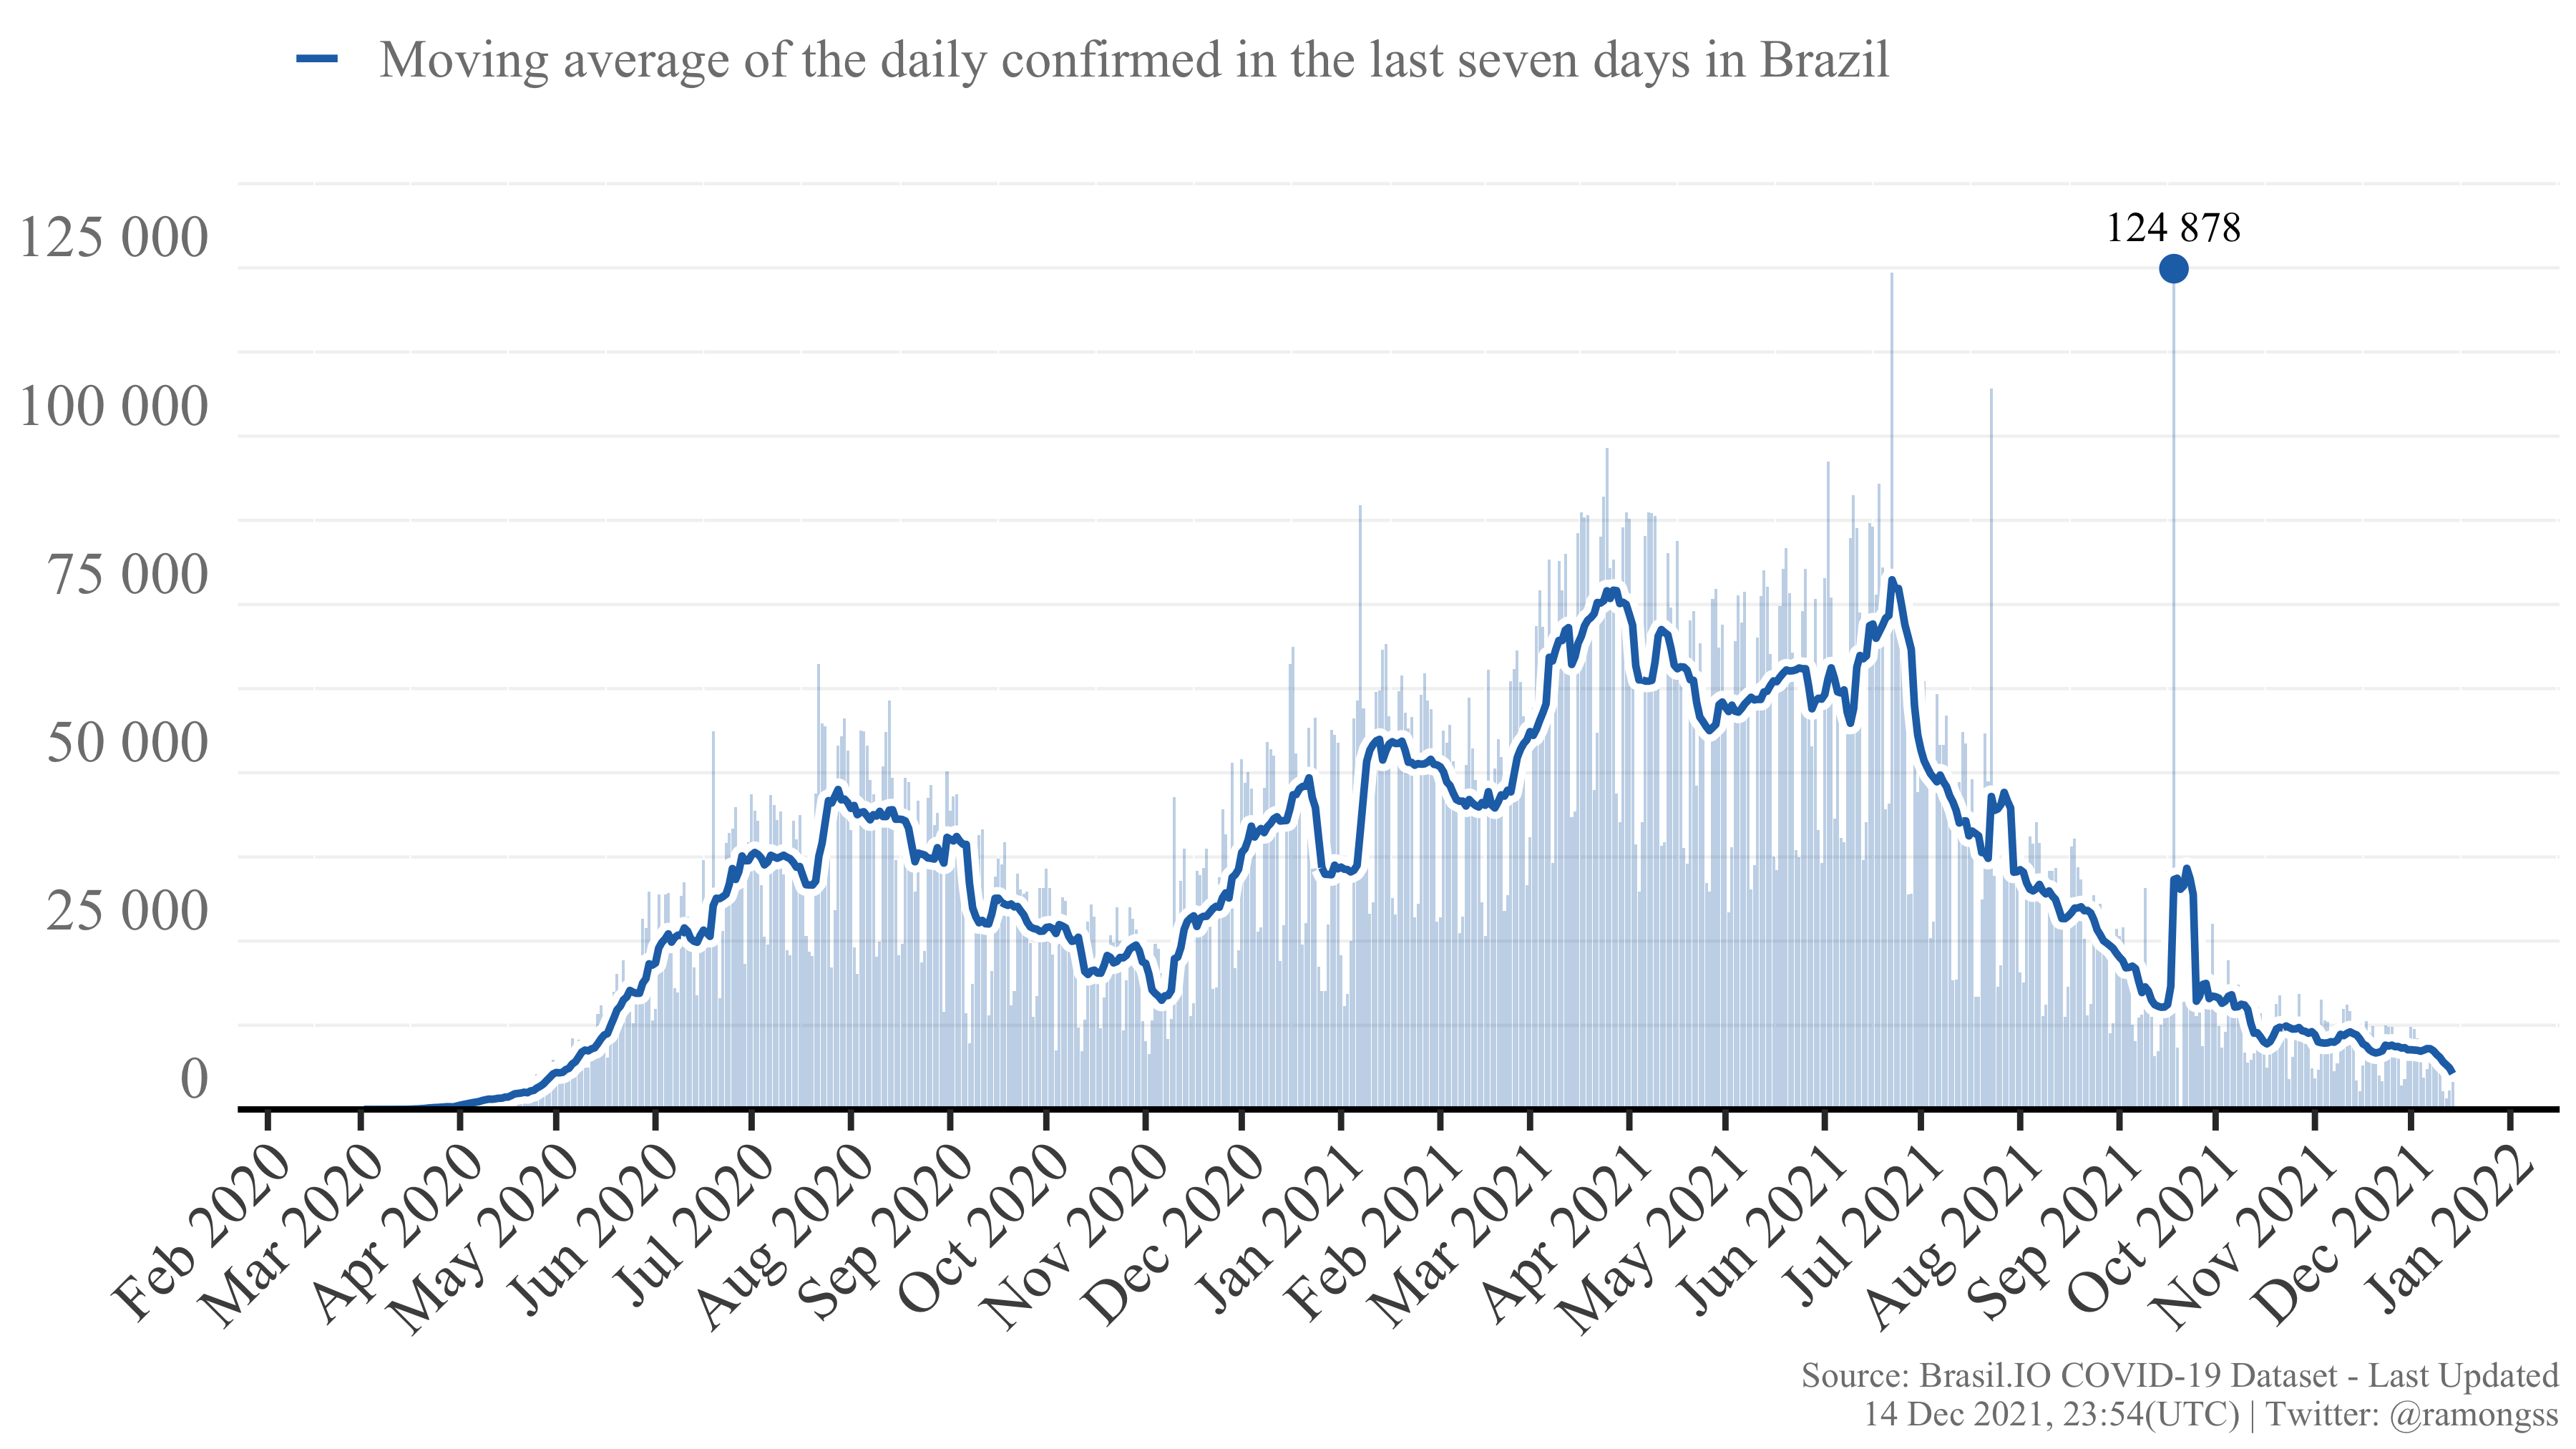 Moving average of the daily confirmed in the last seven days in Brazil
124 878
125 000
100 000
75 000
50 000
25 000
0
Feb 2020
Mar 2020
Apr 2020
May 2020
Jun 2020
Jul 2020
Aug 2020
Sep 2020
Oct 2020
Nov 2020
Dec 2020
Jan 2021
Feb 2021
Mar 2021
Apr 2021
May 2021
Jun 2021
Jul 2021
Aug 2021
Sep 2021
Oct 2021
Nov 2021
Dec 2021
Jan 2022
Source: Brasil.IO COVID-19 Dataset - Last Updated
14 Dec 2021, 23:54(UTC) | Twitter: @ramongss